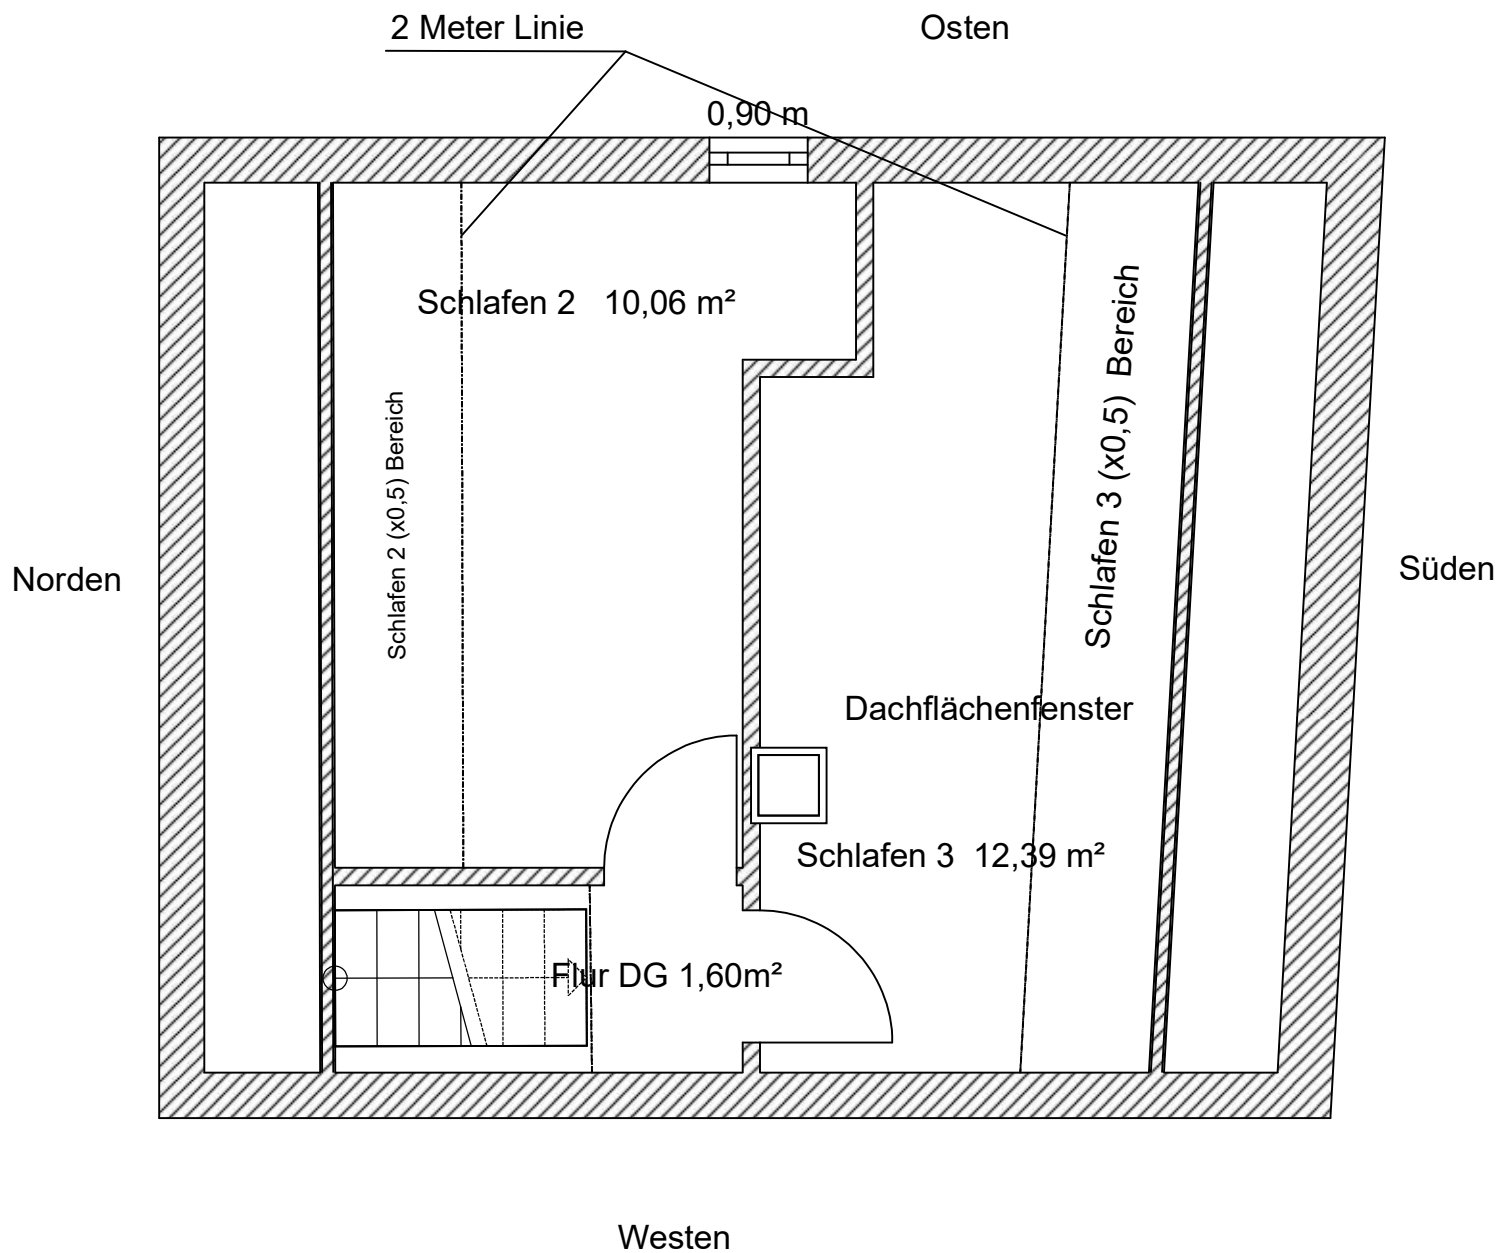 2 Meter Linie
Osten
0,90 m
Schlafen 2   10,06 m²
Schlafen 3 (x0,5)  Bereich
Schlafen 2 (x0,5) Bereich
Norden
Süden
Dachflächenfenster
Schlafen 3  12,39 m²
Flur DG 1,60m²
Westen